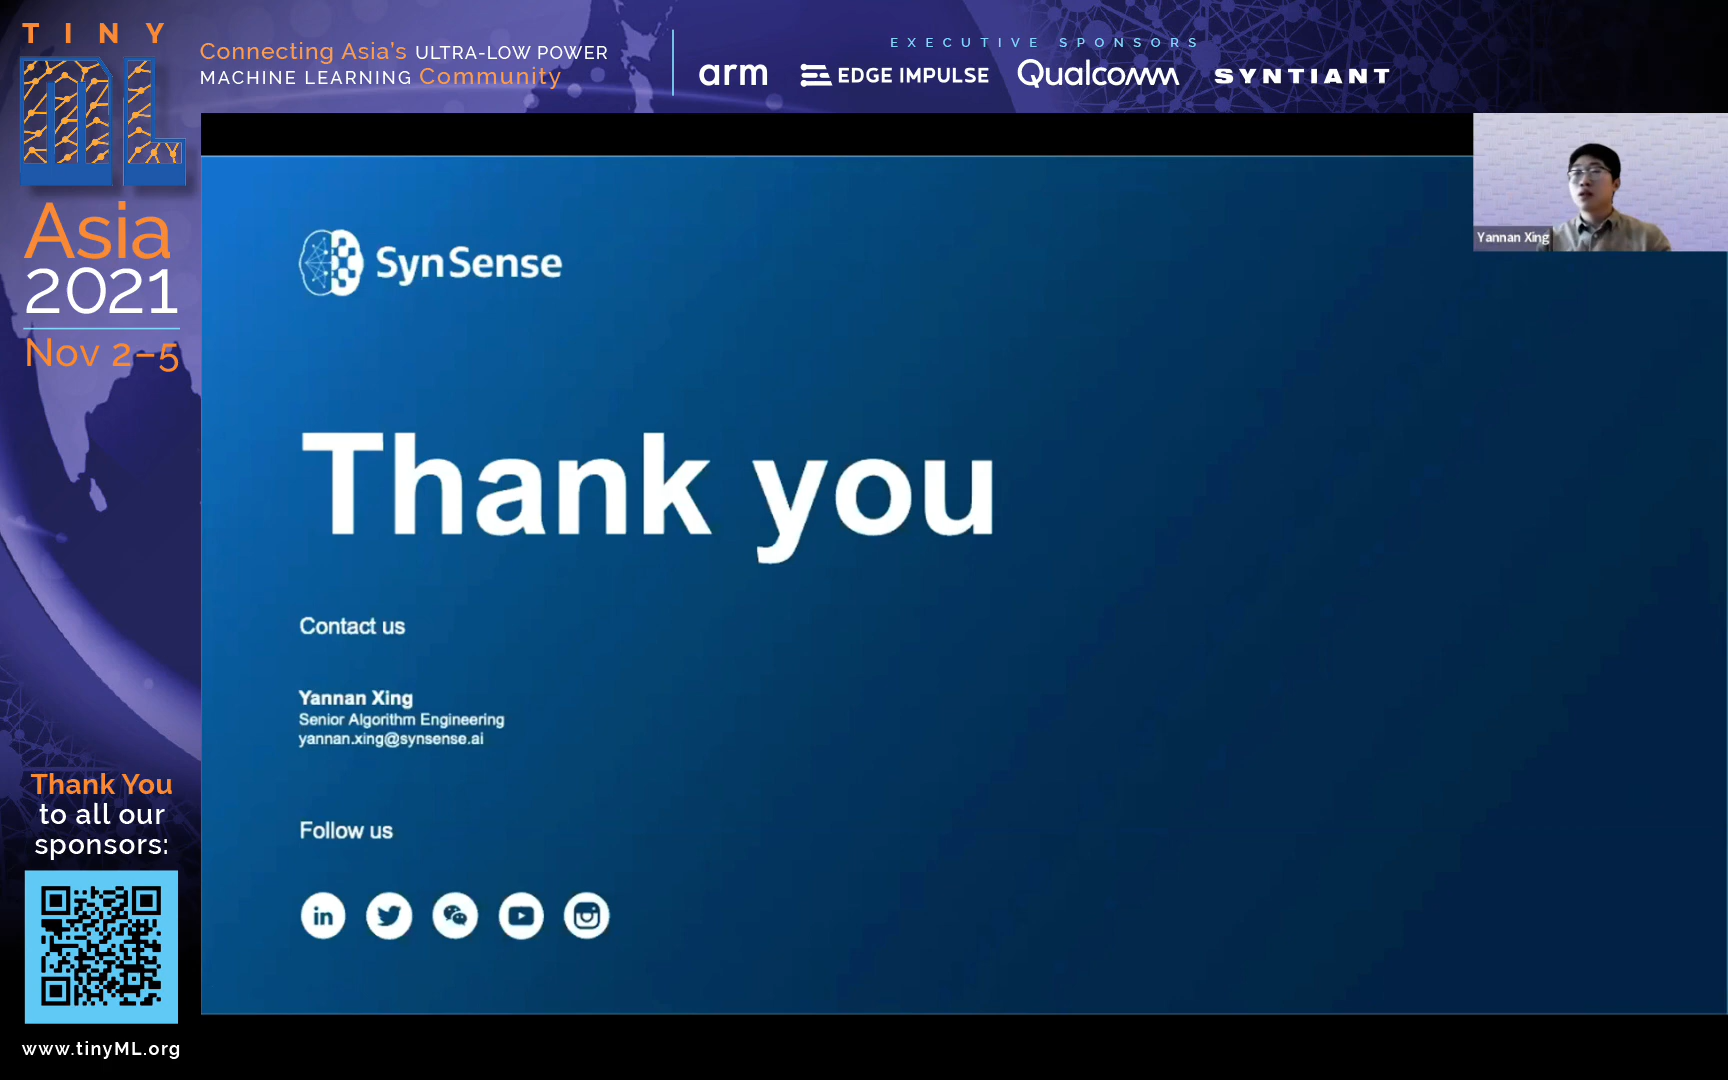 TINY
ML
Asia
2021
Nov 2–5
Connecting Asia's ULTRA-LOW POWER
MACHINE LEARNING Community
EXECUTIVE SPONSORS
arm
EDGE IMPULSE
Qualcomm
SYNTIANT
Yannan Xing
SynSense
Thank you
Contact us
Yannan Xing
Senior Algorithm Engineering
yannan.xing@synsense.ai
Follow us
in
Thank You
to all our
sponsors:
www.tinyML.org